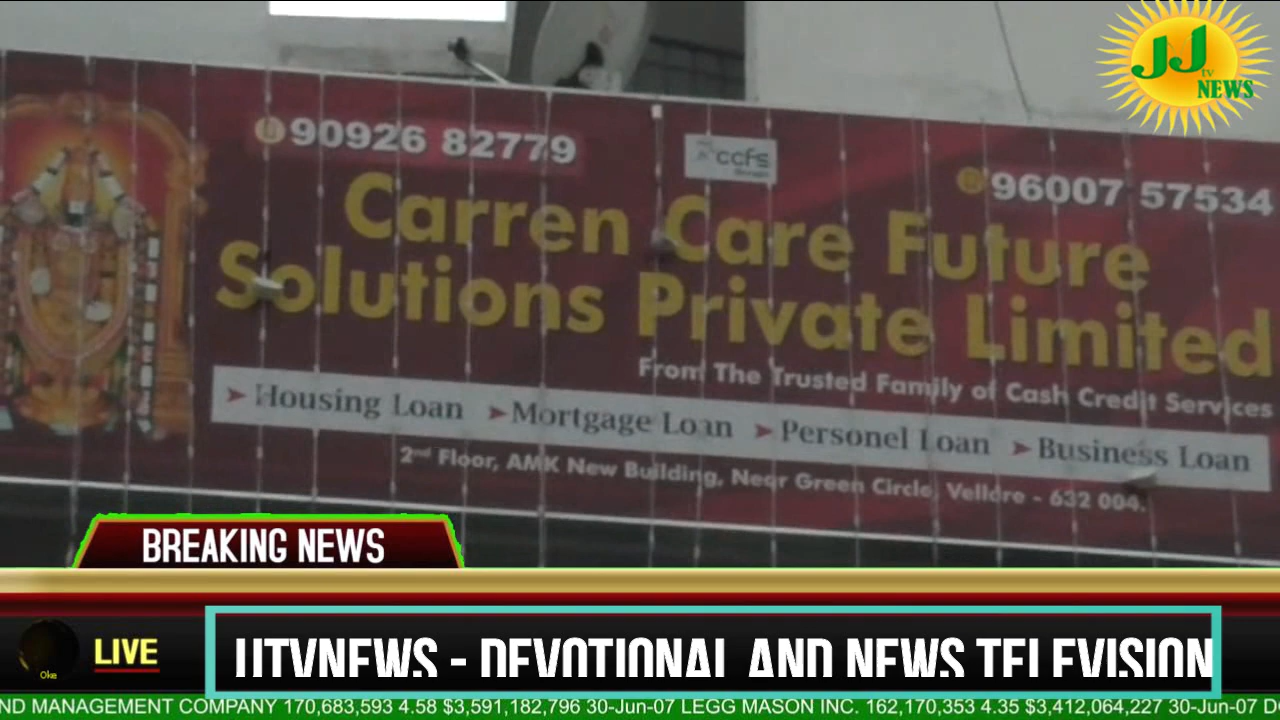 JJ
tv
NEWS
90926 82779
ccfs
96007 57534
Carren Care Future
Solutions Private Limited
From The Trusted Family of Cash Credit Services
➤ Housing Loan ➤ Mortgage Loan ➤ Personel Loan ➤ Business Loan
2nd Floor, AMK New Building, Near Green Circle, Vellore - 632 004.
BREAKING NEWS
Oke
LIVE
JJTVNEWS - DEVOTIONAL AND NEWS TELEVISION
ND MANAGEMENT COMPANY 170,683,593 4.58 $3,591,182,796 30-Jun-07 LEGG MASON INC. 162,170,353 4.35 $3,412,064,227 30-Jun-07